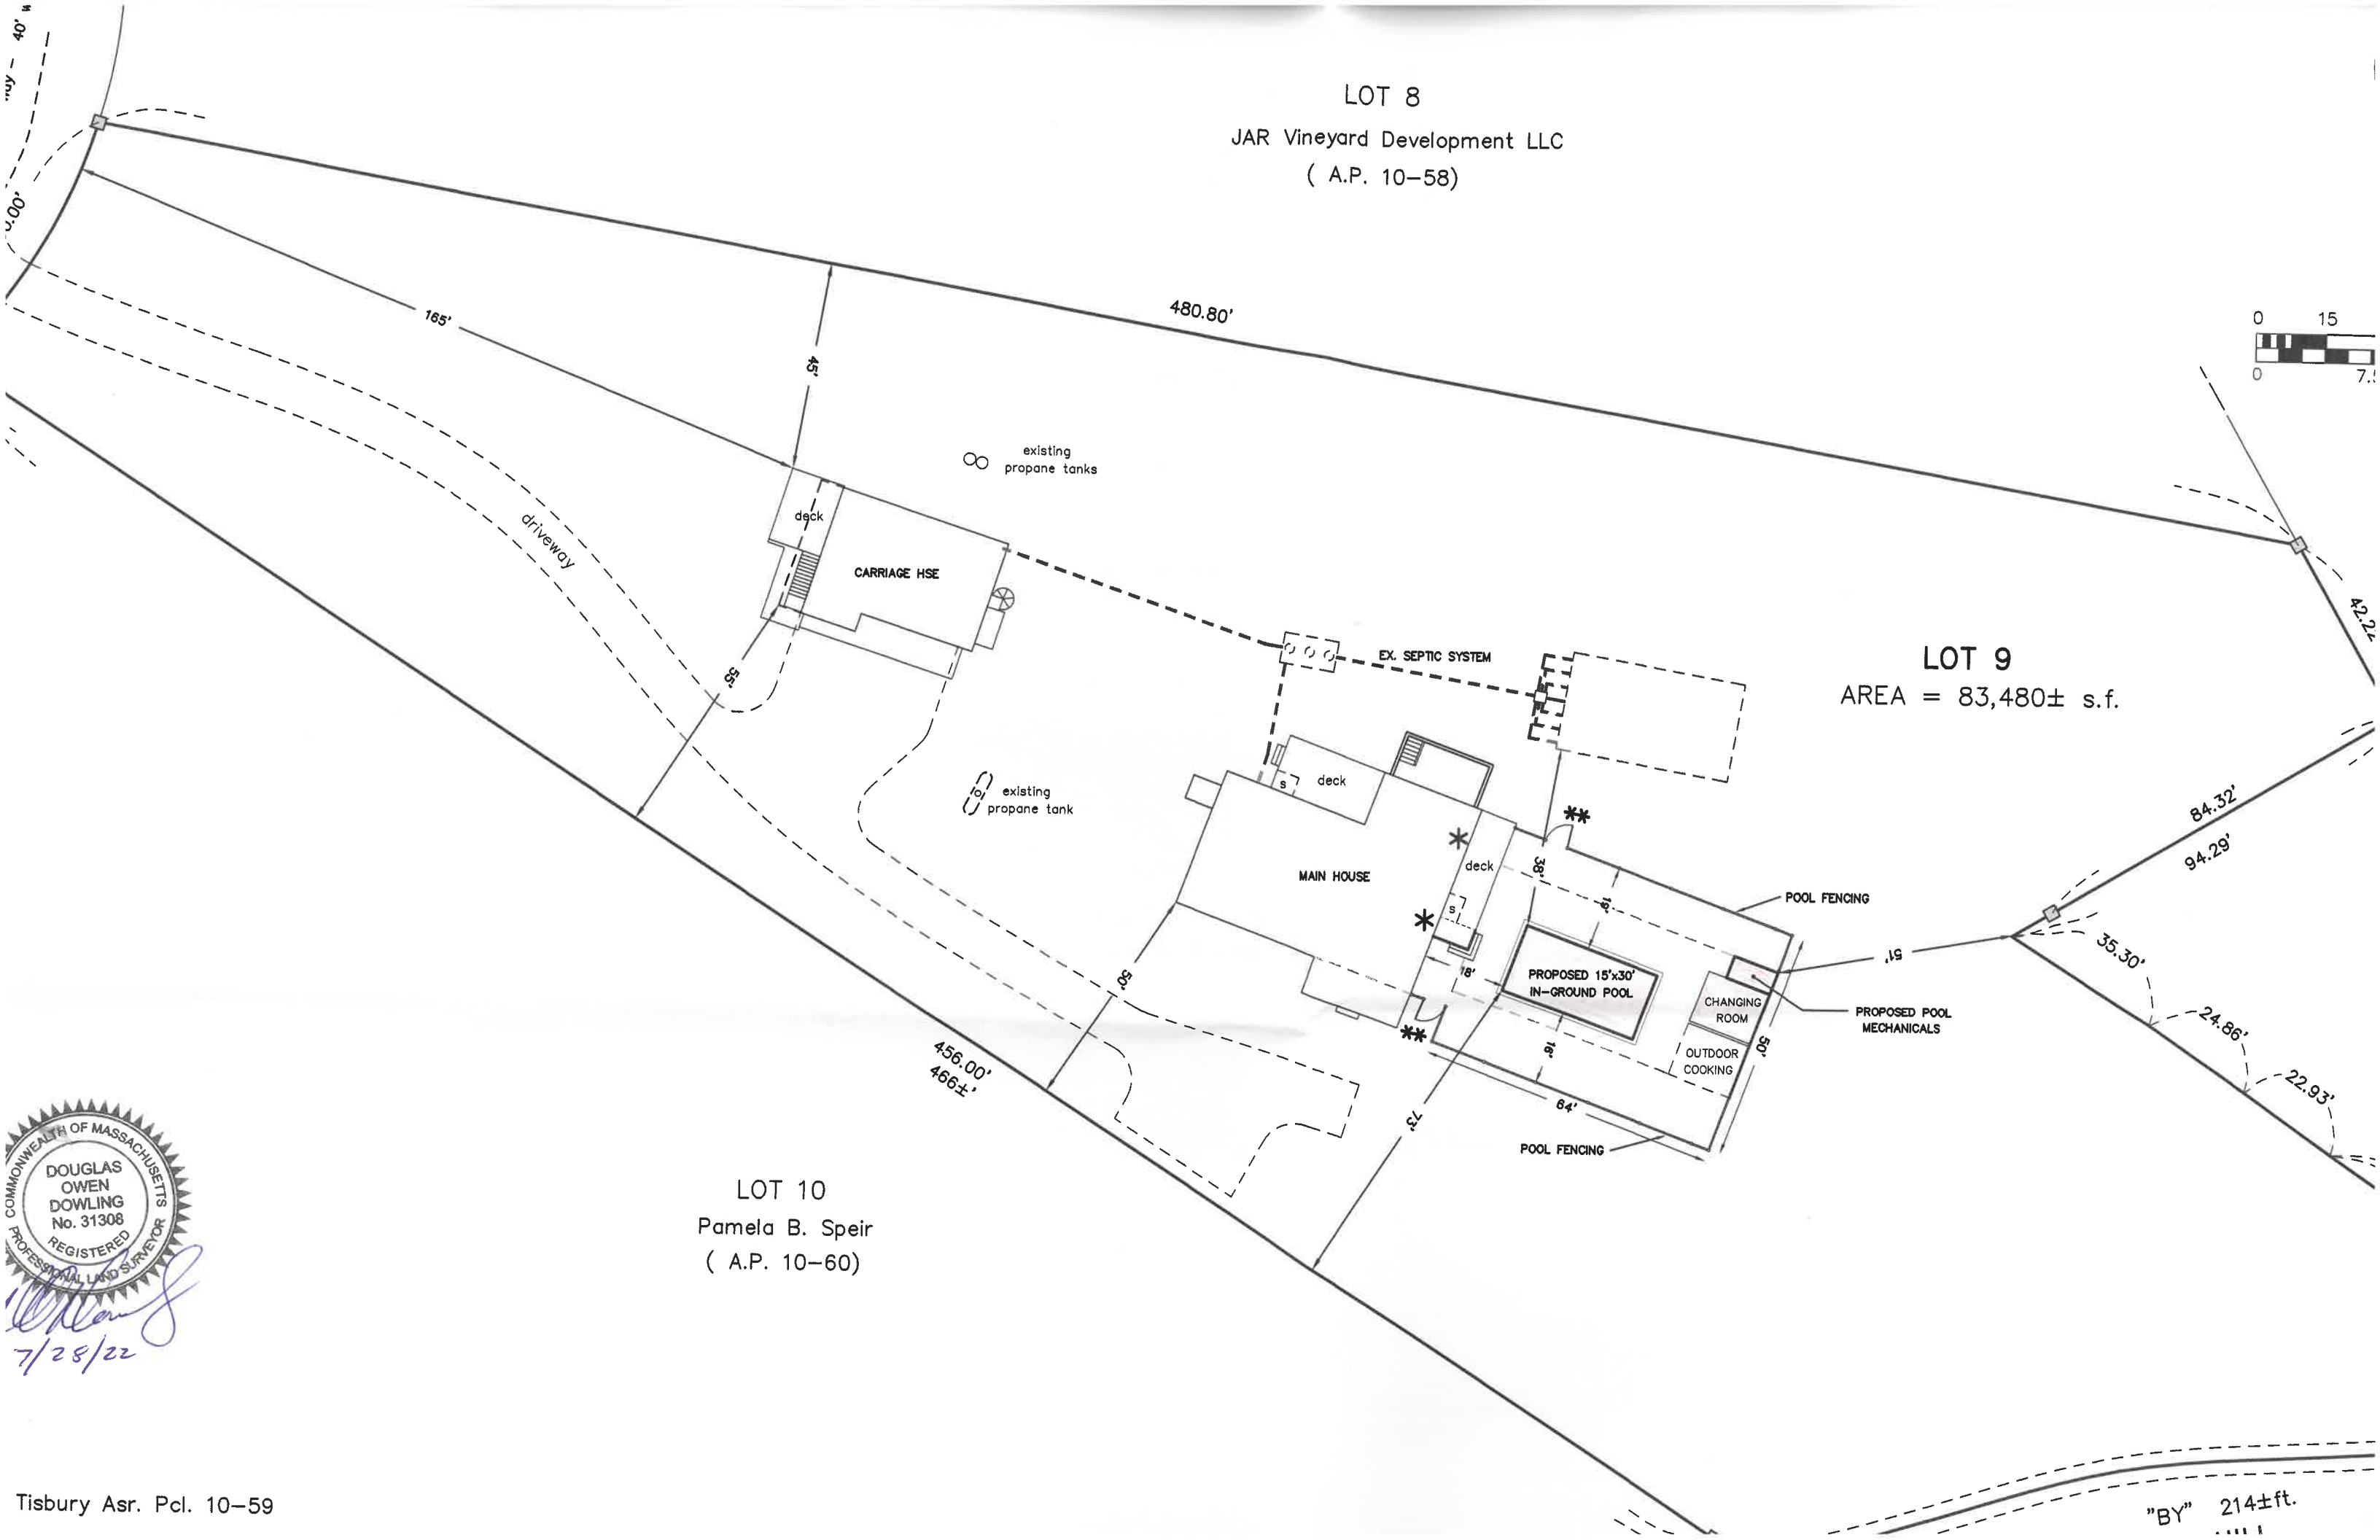 40'
LOT 8
JAR Vineyard Development LLC
( A.P. 10-58)
165'
45'
480.80'
0 15
0
existing
propane tanks
deck
driveway
CARRIAGE HSE
55'
EX. SEPTIC SYSTEM
LOT 9
AREA = 83,480± s.f.
existing
propane tank
S
deck
**
*
deck
38'
MAIN HOUSE
S
*
19'
POOL FENCING
84.32'
94.29'
50'
18'
PROPOSED 15'x30'
IN-GROUND POOL
51'
35.30'
CHANGING
ROOM
PROPOSED POOL
MECHANICALS
24.86'
**
16'
50'
OUTDOOR
COOKING
22.93'
456.00'
466±'
64'
73'
POOL FENCING
COMMONWEALTH OF MASSACHUSETTS
DOUGLAS
OWEN
DOWLING
No. 31308
REGISTERED
PROFESSIONAL LAND SURVEYOR
7/28/22
LOT 10
Pamela B. Speir
( A.P. 10-60)
Tisbury Asr. Pcl. 10-59
"BY" 214±ft.